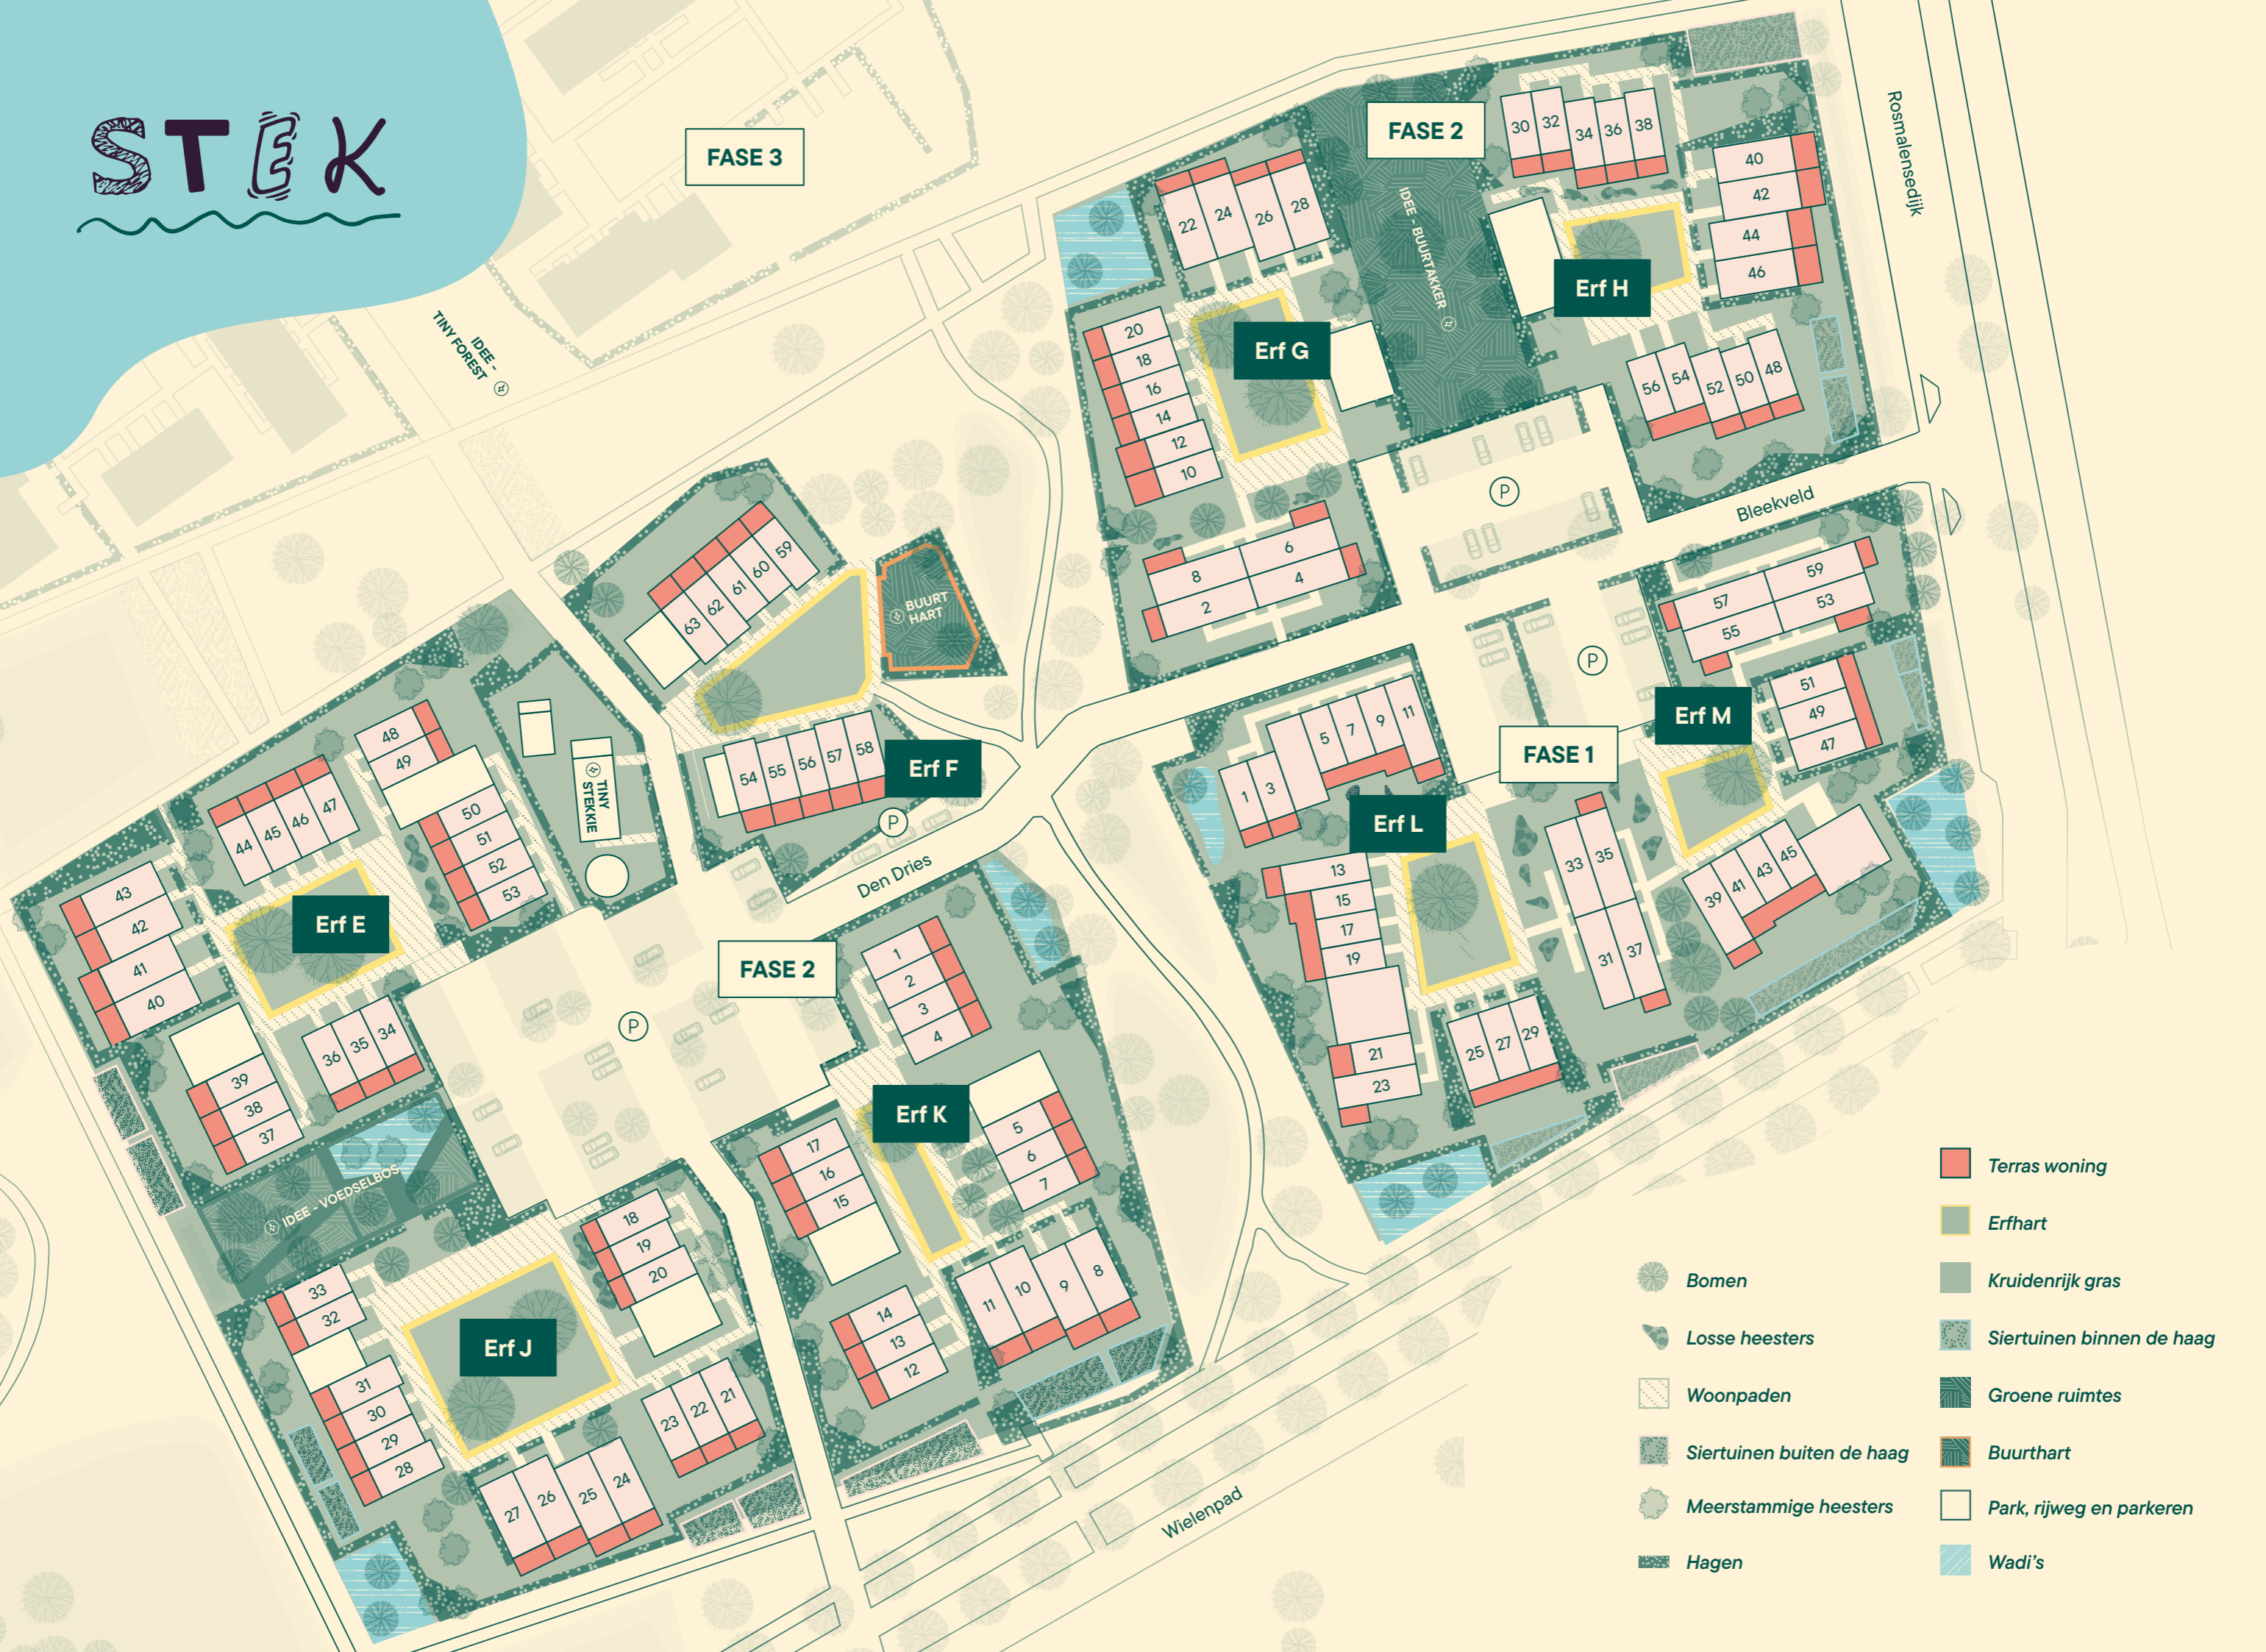 STEK
FASE 3
FASE 2
Rosmalensedijk
IDEE - BUURTAKKER
IDEE -
TINY FOREST
30 32 34 36 38
40
42
44
46
Erf H
56 54 52 50 48
22 24 26 28
20
18
16
14
12
10
Erf G
8 6
2 4
P
Bleekveld
59
60
61
62
63
BUURT
HART
54 55 56 57 58
Erf F
P
Den Dries
TINY
STEKKIE
48
49
50
51
52
53
44 45 46 47
43
42
41
40
Erf E
36 35 34
39
38
37
IDEE - VOEDSELBOS
P
FASE 2
1
2
3
4
Erf K
5
6
7
17
16
15
14
13
12
11 10 9 8
18
19
20
33
32
31
30
29
28
Erf J
23 22 21
27 26 25 24
57 59
55 53
P
51
49
47
Erf M
FASE 1
1 3 5 7 9 11
Erf L
13
15
17
19
21
23
25 27 29
33 35
31 37
39 41 43 45
Wielenpad
Terras woning
Erfhart
Bomen
Kruidenrijk gras
Losse heesters
Siertuinen binnen de haag
Woonpaden
Groene ruimtes
Siertuinen buiten de haag
Buurthart
Meerstammige heesters
Park, rijweg en parkeren
Hagen
Wadi's